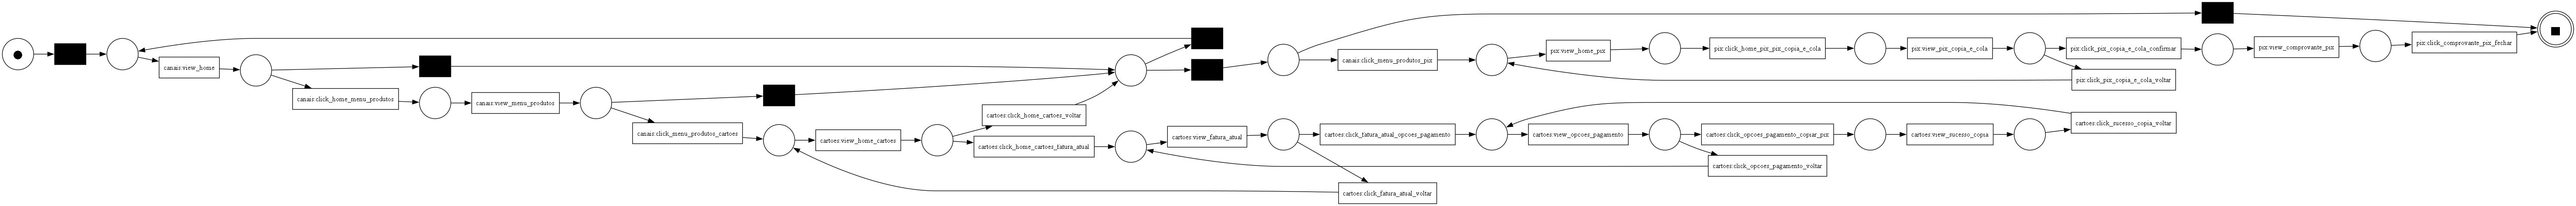 canais:view_home
canais:click_home_menu_produtos
canais:view_menu_produtos
canais:click_menu_produtos_cartoes
cartoes:view_home_cartoes
cartoes:click_home_cartoes_voltar
cartoes:click_home_cartoes_fatura_atual
cartoes:view_fatura_atual
canais:click_menu_produtos_pix
cartoes:click_fatura_atual_opcoes_pagamento
cartoes:click_fatura_atual_voltar
pix:view_home_pix
cartoes:view_opcoes_pagamento
pix:click_home_pix_pix_copia_e_cola
cartoes:click_opcoes_pagamento_copiar_pix
cartoes:click_opcoes_pagamento_voltar
pix:view_pix_copia_e_cola
cartoes:view_sucesso_copia
pix:click_pix_copia_e_cola_confirmar
pix:click_pix_copia_e_cola_voltar
cartoes:click_sucesso_copia_voltar
pix:view_comprovante_pix
pix:click_comprovante_pix_fechar